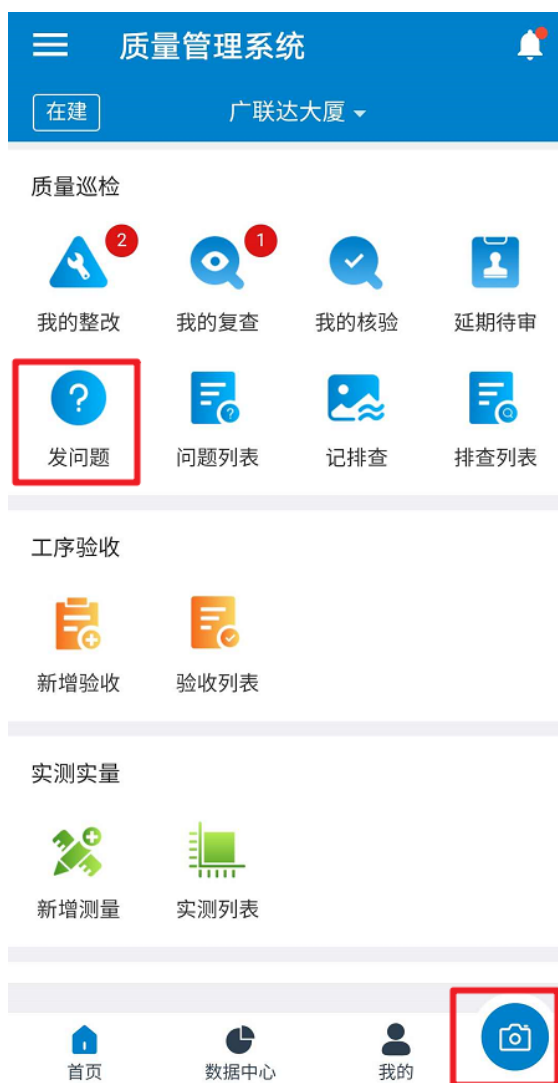 质量管理系统
在建 广联达大厦
质量巡检
2 1
我的整改 我的复查 我的核验 延期待审
?
?
发问题 问题列表 记排查 排查列表
工序验收
新增验收 验收列表
实测实量
新增测量 实测列表
首页 数据中心 我的